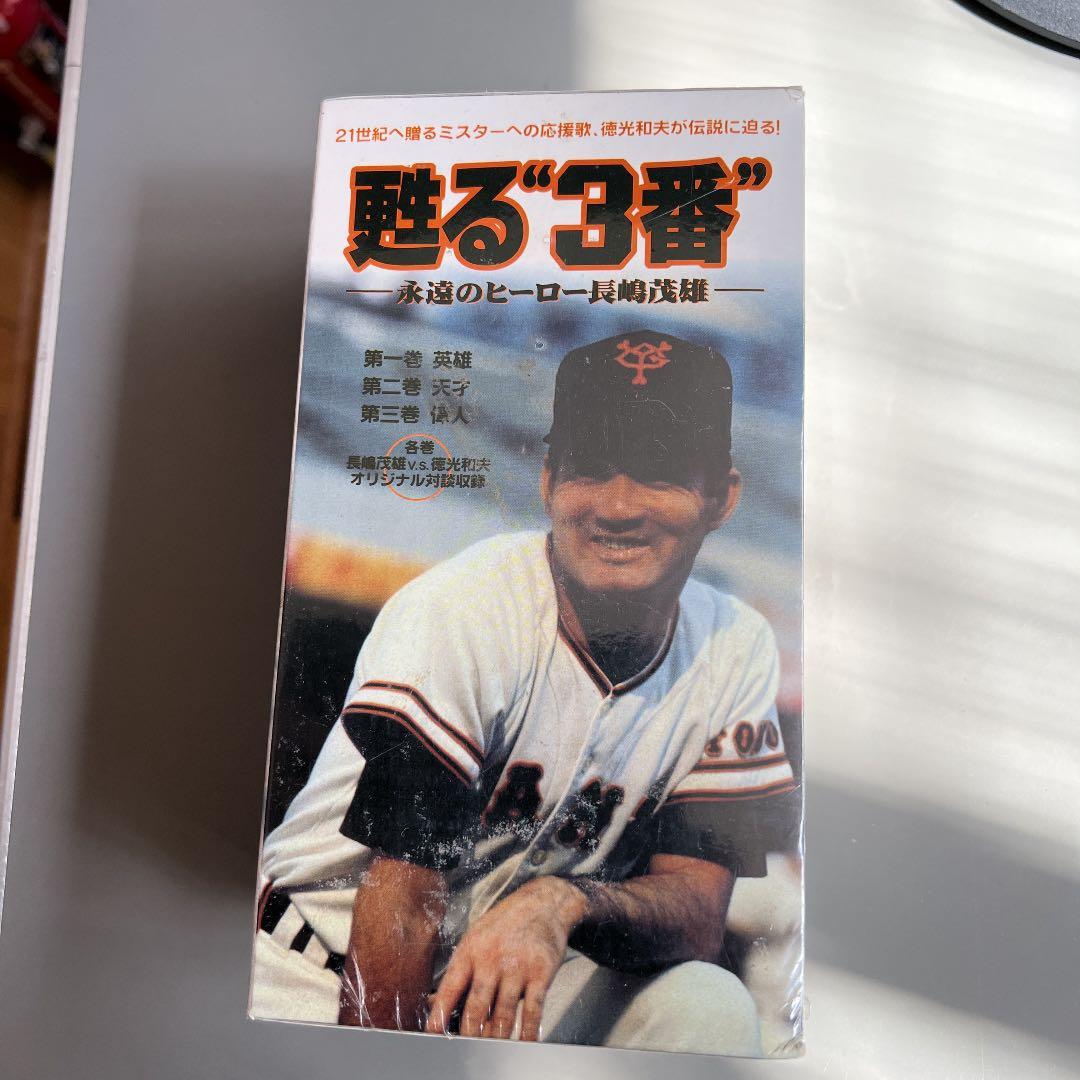 21世紀へ贈るミスターへの応援歌、徳光和夫が伝説に迫る!
甦る“3番”
永遠のヒーロー長嶋茂雄
第一巻 英雄
第二巻 天才
第三巻 偉人
各巻
長嶋茂雄v.s.徳光和夫
オリジナル対談収録
YG